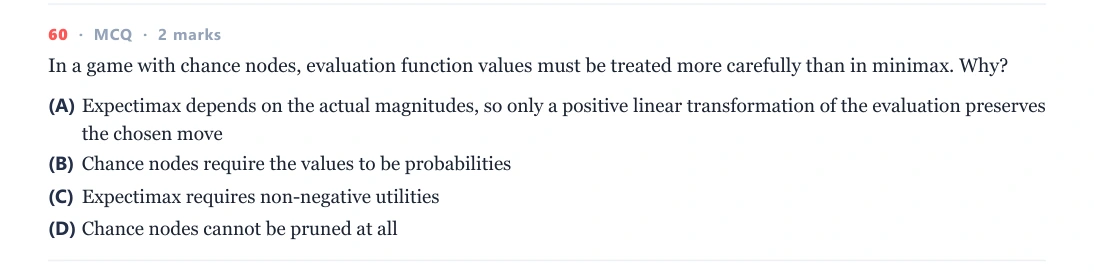 60 · MCQ · 2 marks
In a game with chance nodes, evaluation function values must be treated more carefully than in minimax. Why?
(A) Expectimax depends on the actual magnitudes, so only a positive linear transformation of the evaluation preserves
the chosen move
(B) Chance nodes require the values to be probabilities
(C) Expectimax requires non-negative utilities
(D) Chance nodes cannot be pruned at all